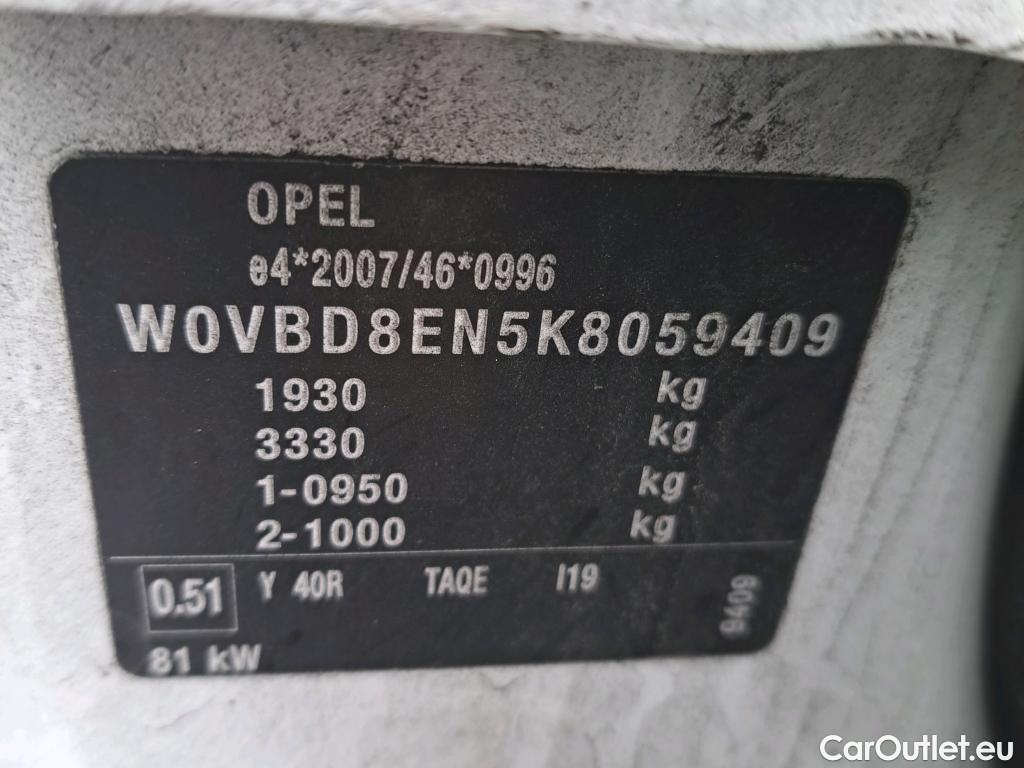 OPEL
e4*2007/46*0996
W0VBD8EN5K8059409
1930 kg
3330 kg
1-0950 kg
2-1000 kg
0.51 Y 40R TAQE I19
9409
81 kW
CarOutlet.eu